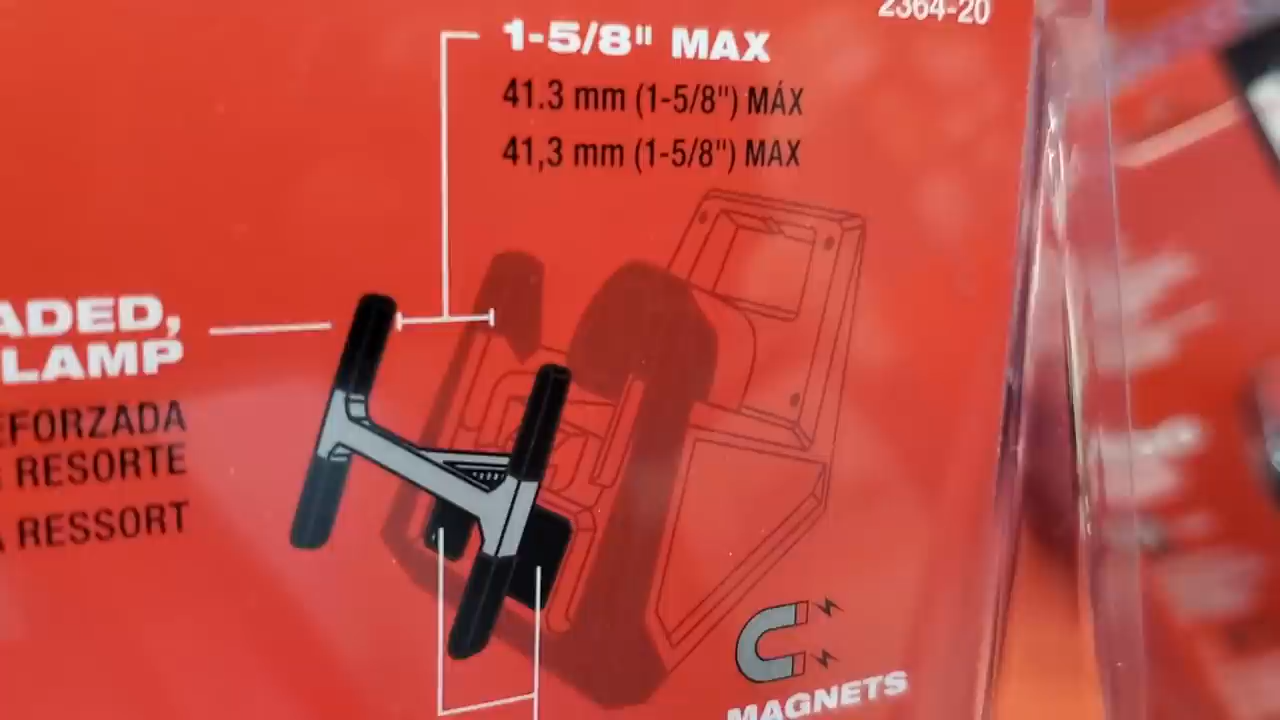 2364-20
1-5/8" MAX
41.3 mm (1-5/8") MÁX
41,3 mm (1-5/8") MAX
ADED,
LAMP
EFORZADA
RESORTE
RESSORT
MAGNETS